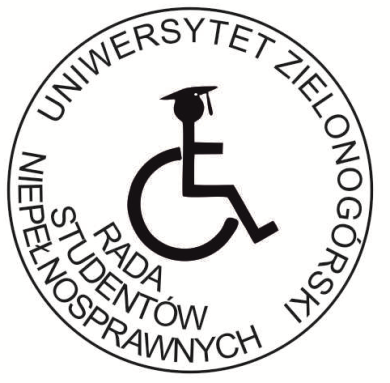 UNIWERSYTET ZIELONOGÓRSKI
RADA
STUDENTÓW
NIEPEŁNOSPRAWNYCH